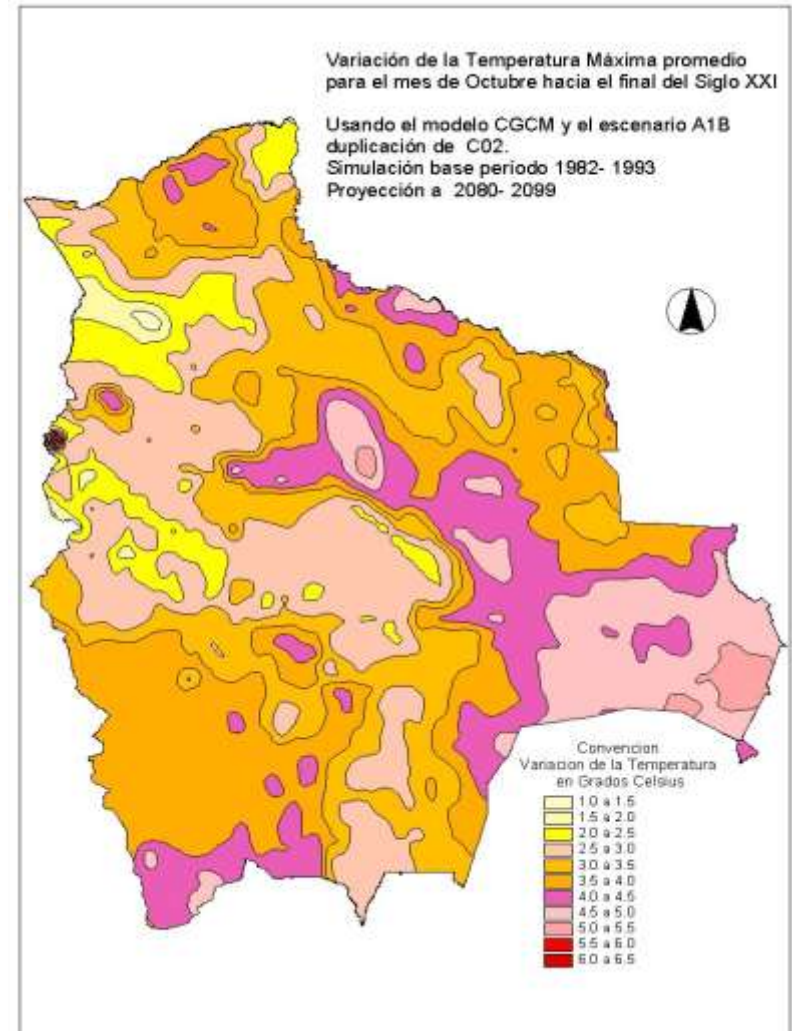 Variación de la Temperatura Máxima promedio
para el mes de Octubre hacia el final del Siglo XXI
Usando el modelo CGCM y el escenario A1B
duplicación de C02.
Simulación base periodo 1982- 1993
Proyección a 2080- 2099
Convencion
Variacion de la Temperatura
en Grados Celsius
1.0 a 1.5
1.5 a 2.0
2.0 a 2.5
2.5 a 3.0
3.0 a 3.5
3.5 a 4.0
4.0 a 4.5
4.5 a 5.0
5.0 a 5.5
5.5 a 6.0
6.0 a 6.5